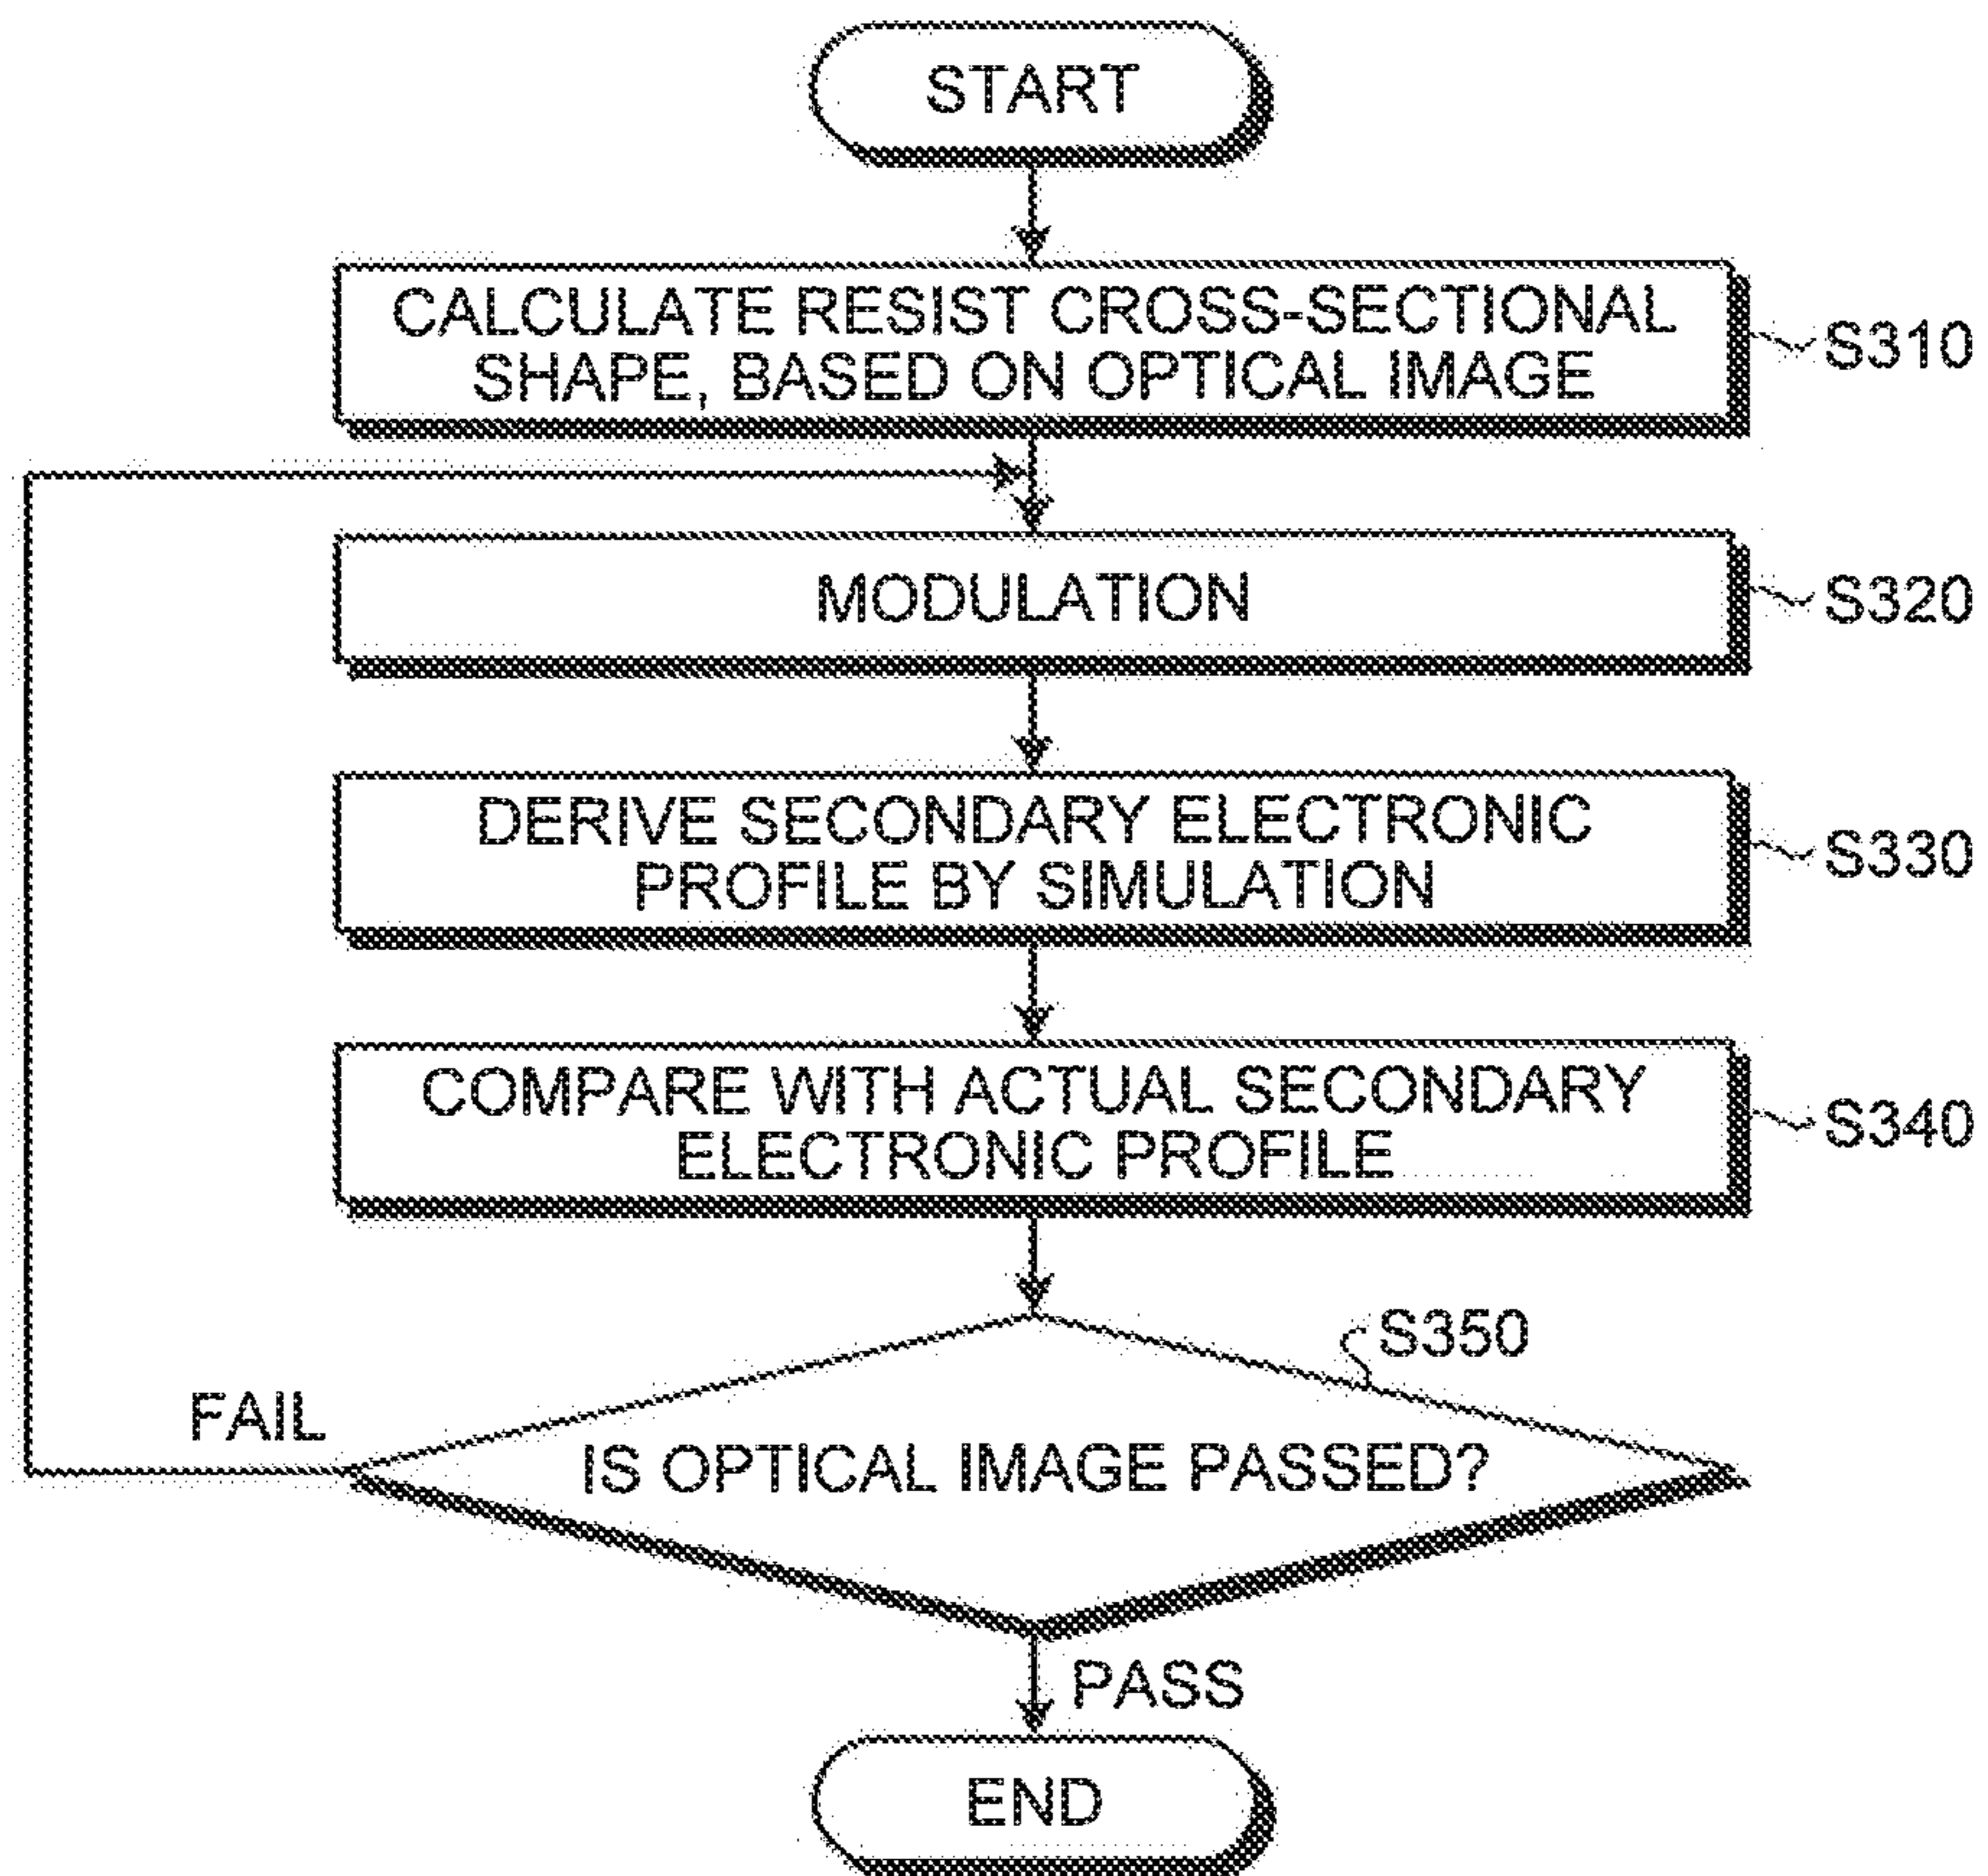 START
CALCULATE RESIST CROSS-SECTIONAL
SHAPE, BASED ON OPTICAL IMAGE
S310
MODULATION
S320
DERIVE SECONDARY ELECTRONIC
PROFILE BY SIMULATION
S330
COMPARE WITH ACTUAL SECONDARY
ELECTRONIC PROFILE
S340
S350
FAIL
IS OPTICAL IMAGE PASSED?
PASS
END